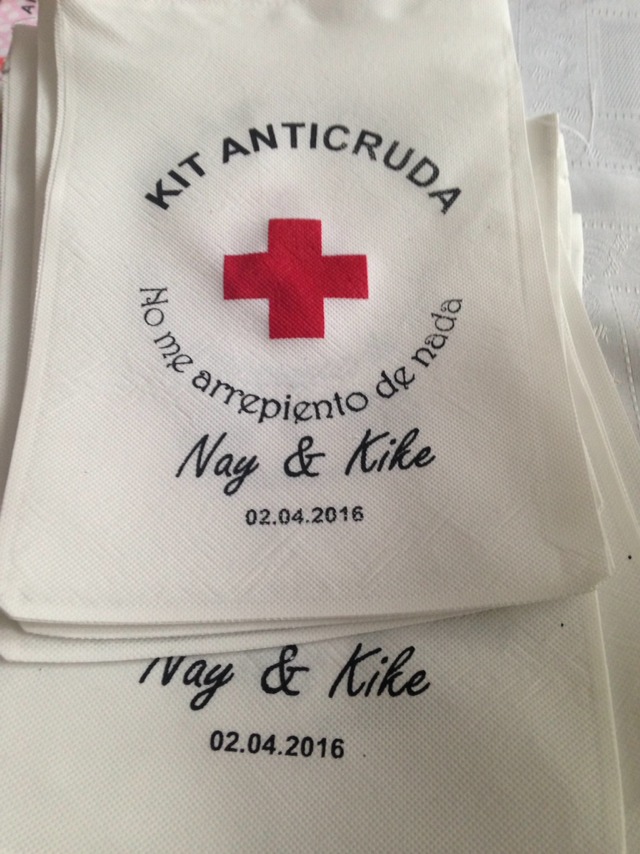 KIT ANTICRUDA
No me arrepiento de nada
Nay & Kike
02.04.2016
Nay & Kike
02.04.2016